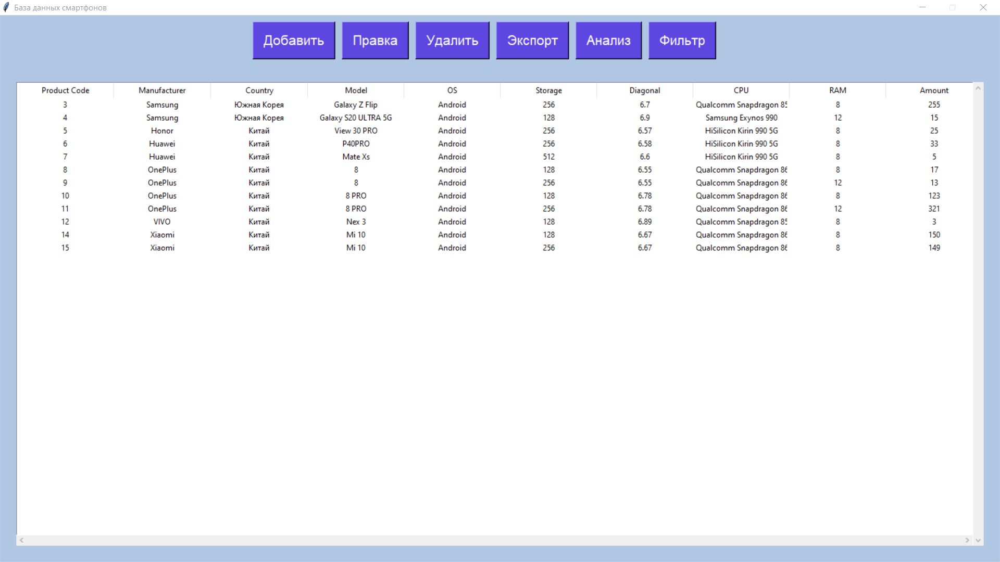 База данных смартфонов
Добавить Правка Удалить Экспорт Анализ Фильтр
Product Code Manufacturer Country Model OS Storage Diagonal CPU RAM Amount
3 Samsung Южная Корея Galaxy Z Flip Android 256 6.7 Qualcomm Snapdragon 85 8 255
4 Samsung Южная Корея Galaxy S20 ULTRA 5G Android 128 6.9 Samsung Exynos 990 12 15
5 Honor Китай View 30 PRO Android 256 6.57 HiSilicon Kirin 990 5G 8 25
6 Huawei Китай P40PRO Android 256 6.58 HiSilicon Kirin 990 5G 8 33
7 Huawei Китай Mate Xs Android 512 6.6 HiSilicon Kirin 990 5G 8 5
8 OnePlus Китай 8 Android 128 6.55 Qualcomm Snapdragon 86 8 17
9 OnePlus Китай 8 Android 256 6.55 Qualcomm Snapdragon 86 12 13
10 OnePlus Китай 8 PRO Android 128 6.78 Qualcomm Snapdragon 86 8 123
11 OnePlus Китай 8 PRO Android 256 6.78 Qualcomm Snapdragon 86 12 321
12 VIVO Китай Nex 3 Android 128 6.89 Qualcomm Snapdragon 85 8 3
14 Xiaomi Китай Mi 10 Android 128 6.67 Qualcomm Snapdragon 86 8 150
15 Xiaomi Китай Mi 10 Android 256 6.67 Qualcomm Snapdragon 86 8 149